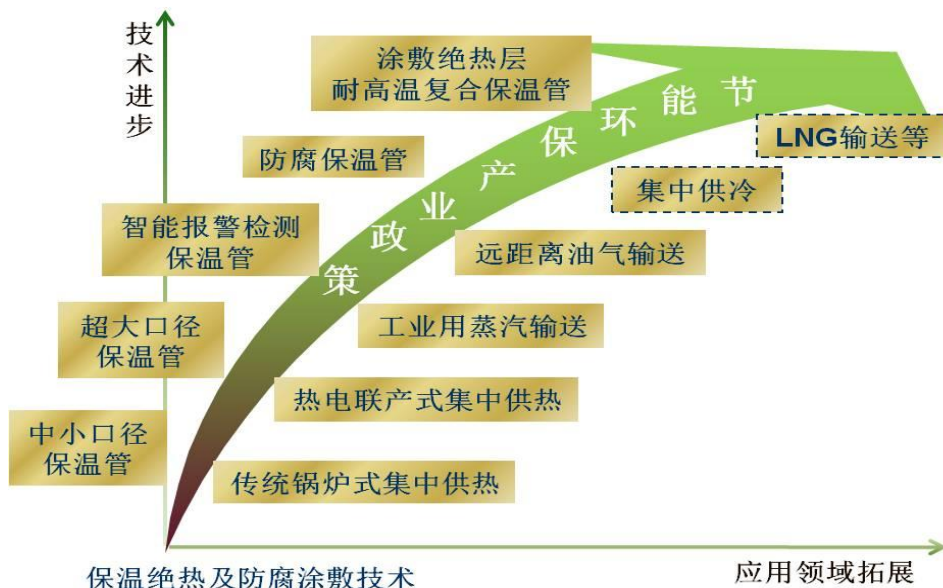 技术进步
涂敷绝热层
耐高温复合保温管
节能环保产业政策
防腐保温管
LNG输送等
集中供冷
智能报警检测
保温管
远距离油气输送
超大口径
保温管
工业用蒸汽输送
热电联产式集中供热
中小口径
保温管
传统锅炉式集中供热
保温绝热及防腐涂敷技术
应用领域拓展